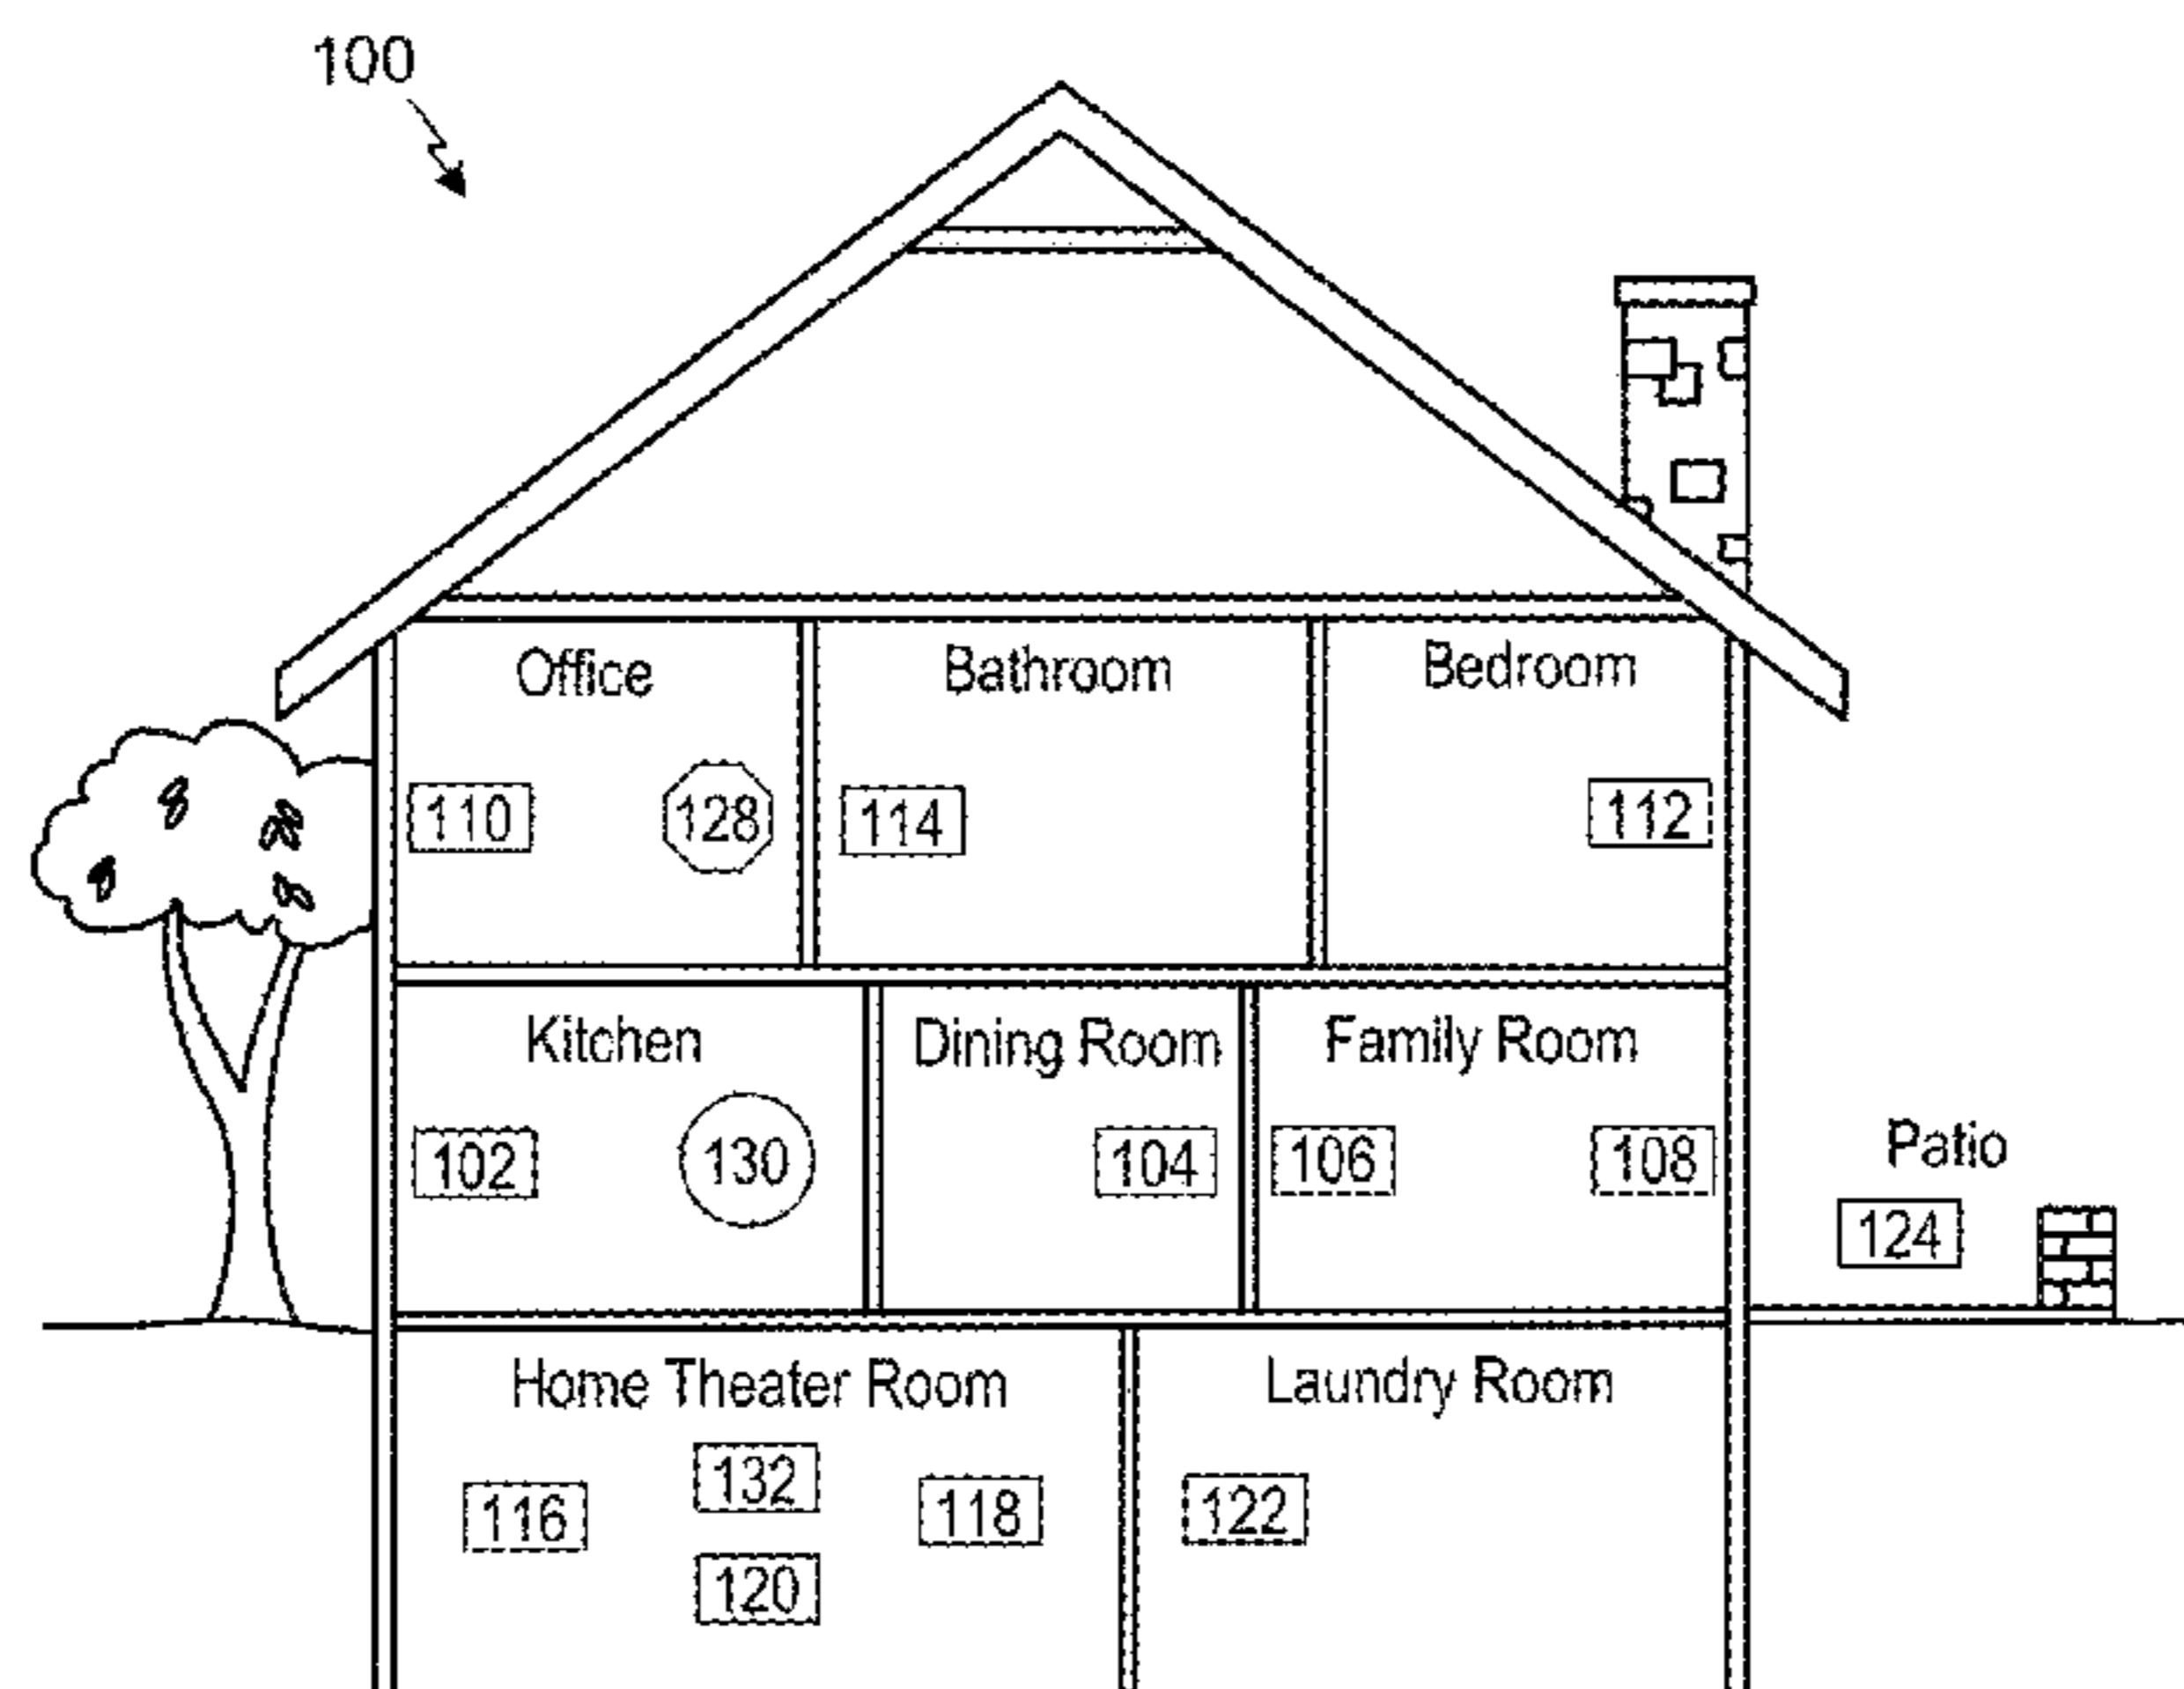 100
Office Bathroom Bedroom
110 128 114 112
Kitchen Dining Room Family Room
102 130 104 106 108
Patio
124
Home Theater Room Laundry Room
116 132 118 122
120